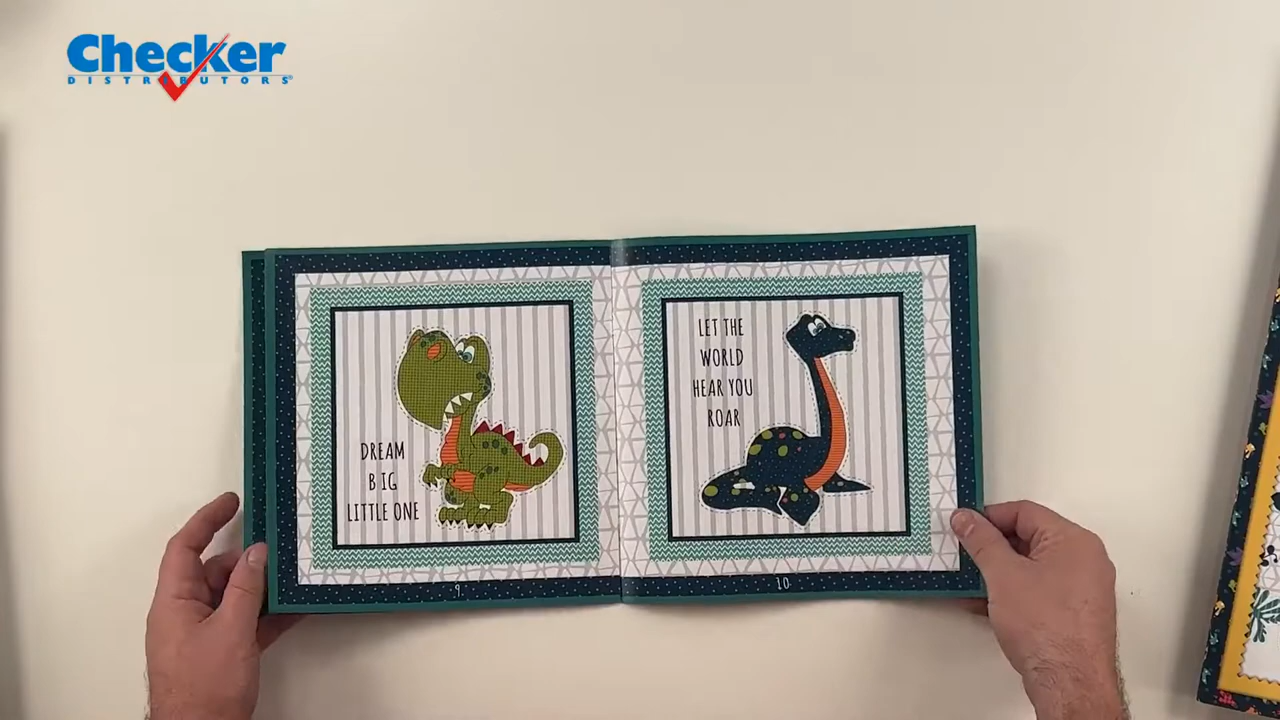 Checker
DISTRIBUTORS®
DREAM
BIG
LITTLE ONE
LET THE
WORLD
HEAR YOU
ROAR
9
10